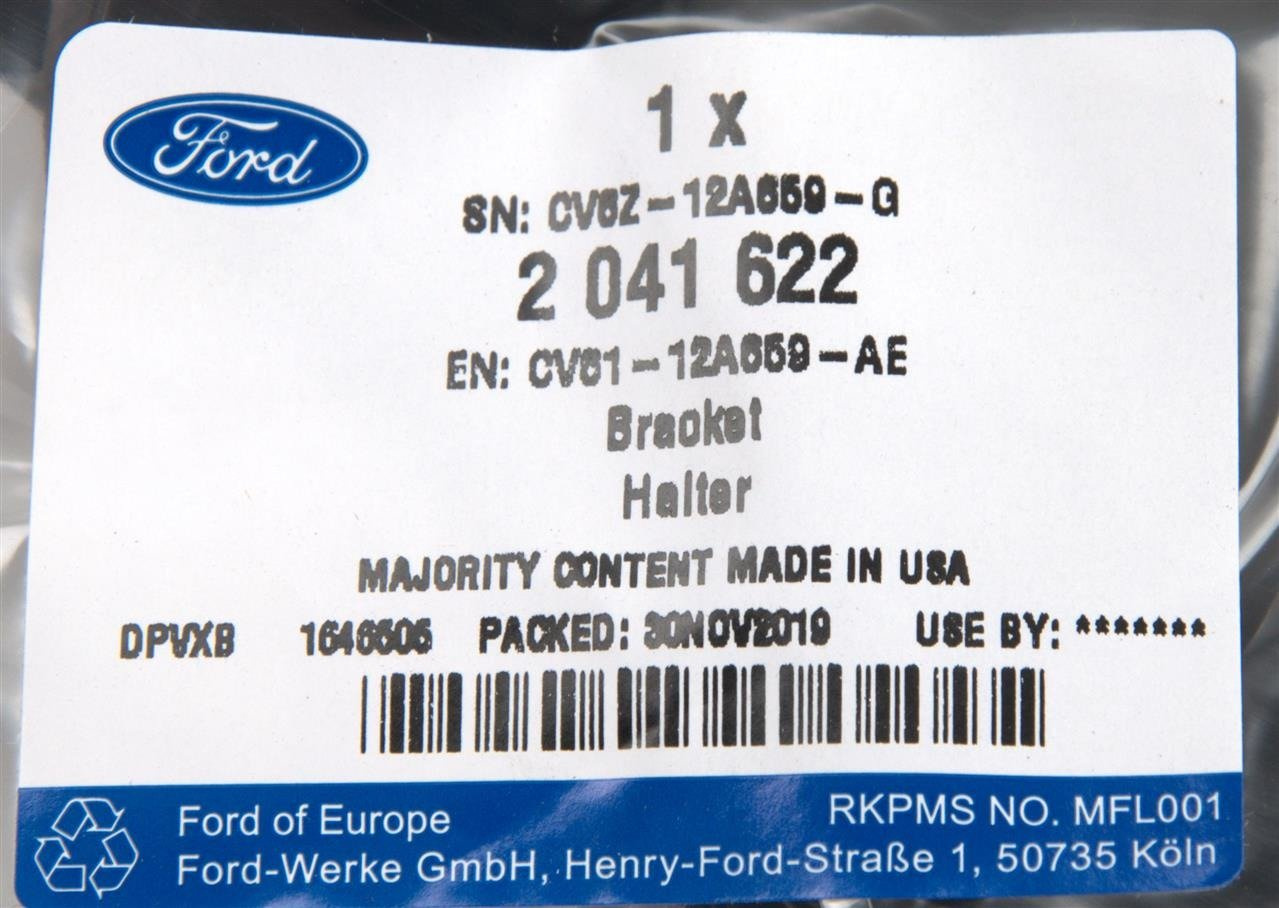 Ford
1 X
SN: CV6Z-12A659-G
2 041 622
EN: CV61-12A659-AE
Bracket
Halter
MAJORITY CONTENT MADE IN USA
DPVXB 1646505 PACKED: 30NOV2019 USE BY: *******
Ford of Europe RKPMS NO. MFL001
Ford-Werke GmbH, Henry-Ford-Straße 1, 50735 Köln